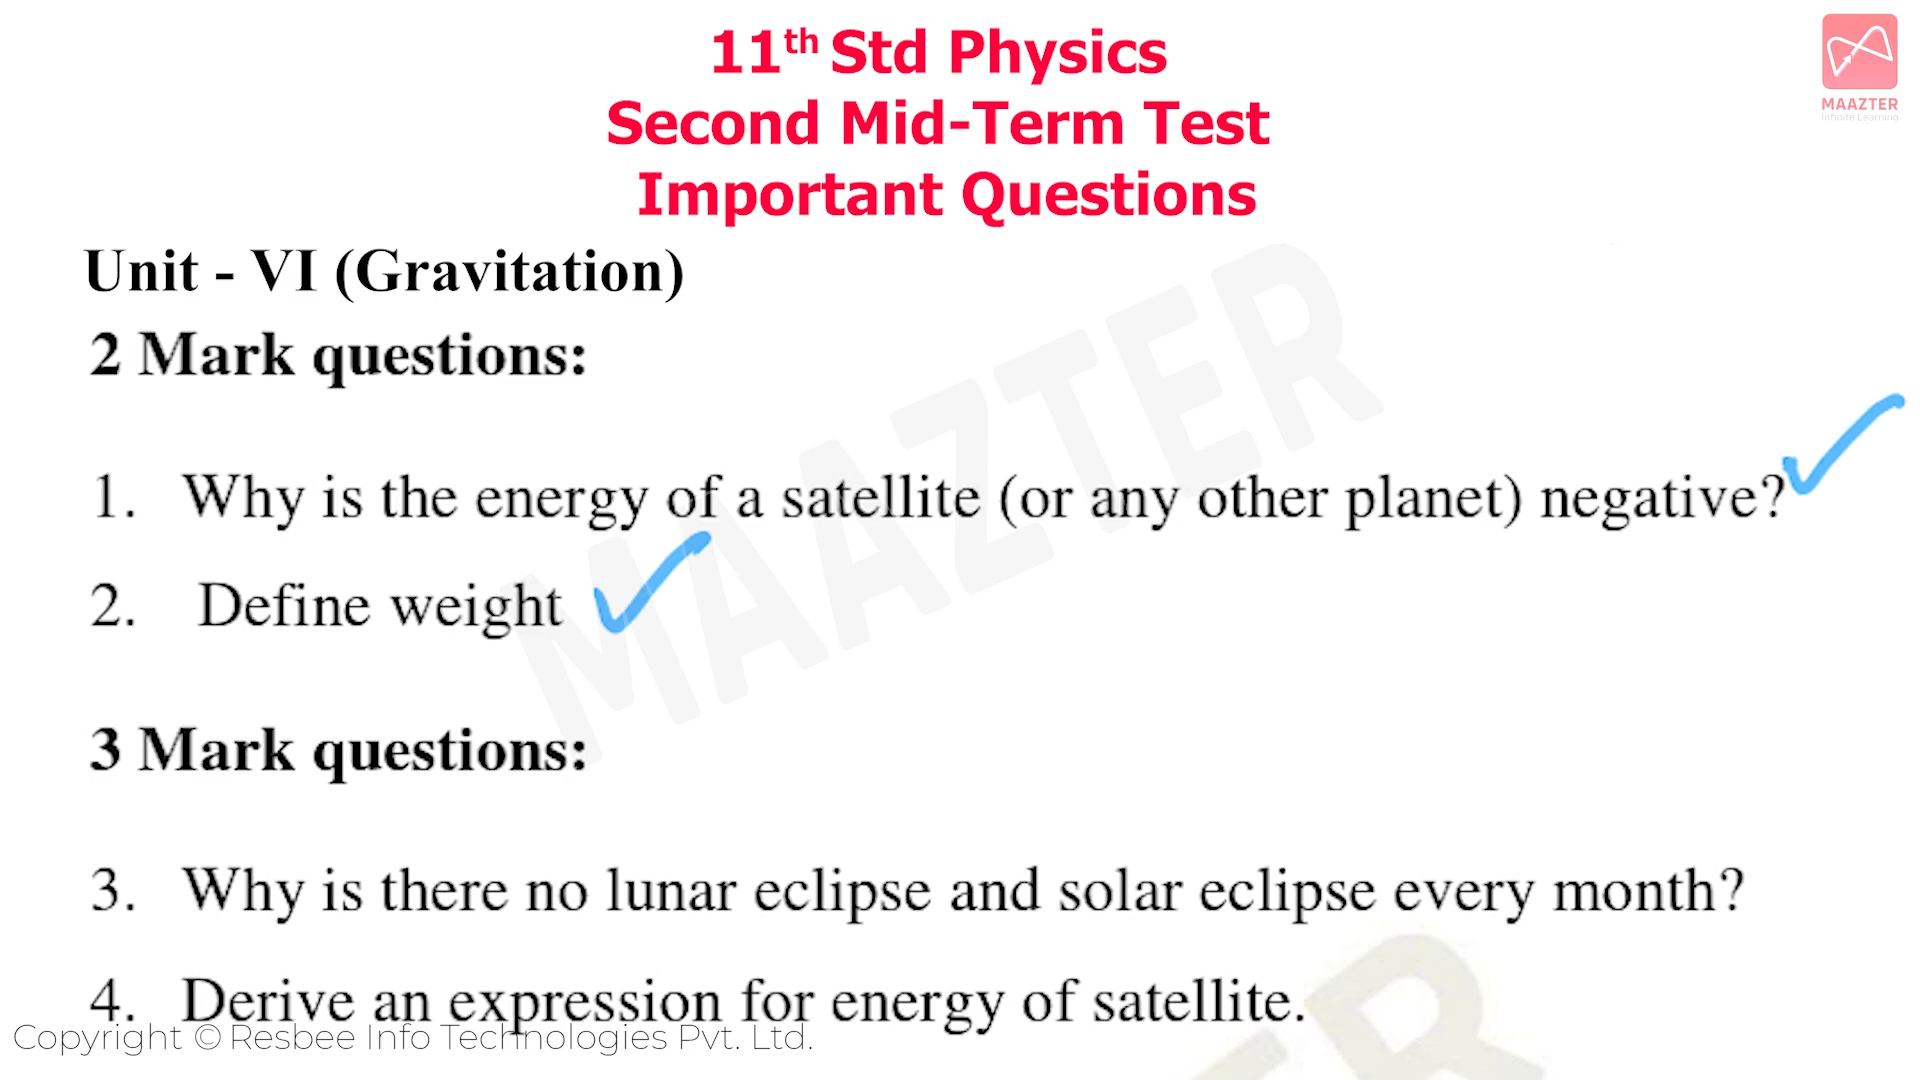 11th Std Physics
Second Mid-Term Test
Important Questions
MAAZTER
Infinite Learning
Unit - VI (Gravitation)
2 Mark questions:
1. Why is the energy of a satellite (or any other planet) negative?
2. Define weight
MAAZTER
3 Mark questions:
3. Why is there no lunar eclipse and solar eclipse every month?
4. Derive an expression for energy of satellite.
Copyright © Resbee Info Technologies Pvt. Ltd.